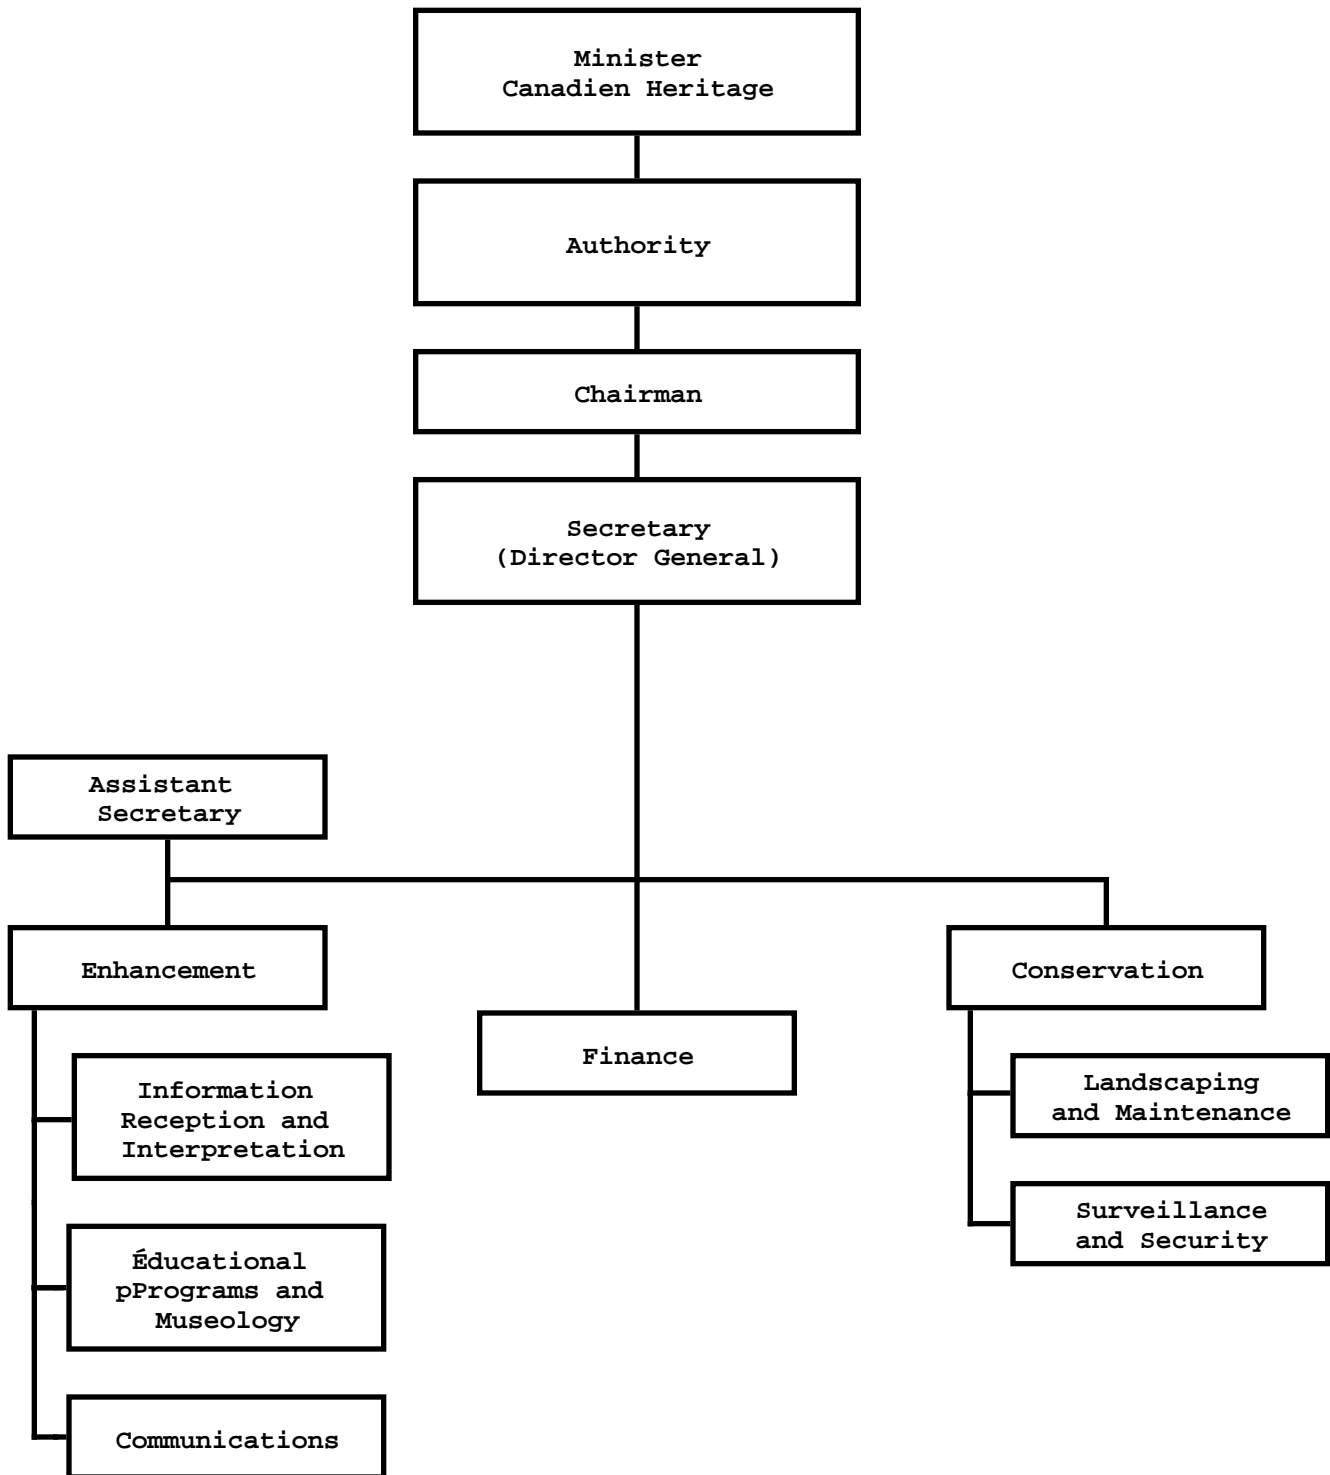 Minister
Canadien Heritage
Authority
Chairman
Secretary
(Director General)
Assistant
Secretary
Enhancement
Conservation
Finance
Information
Reception and
Interpretation
Landscaping
and Maintenance
Surveillance
and Security
Éducational
pPrograms and
Museology
Communications